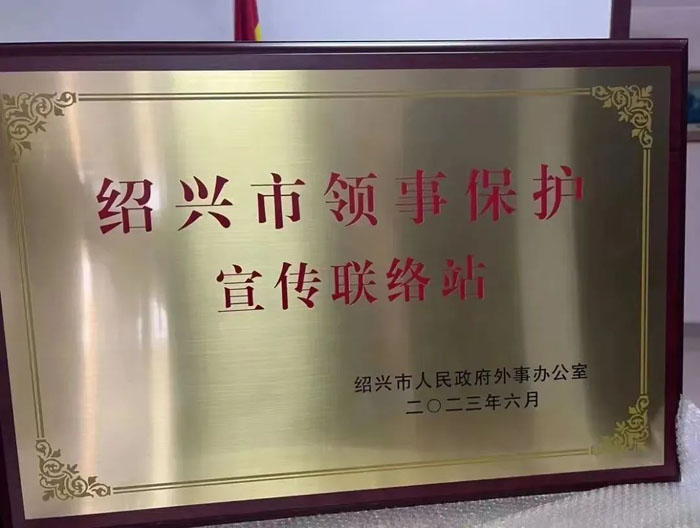 绍兴市领事保护
宣传联络站
绍兴市人民政府外事办公室
二〇二三年六月